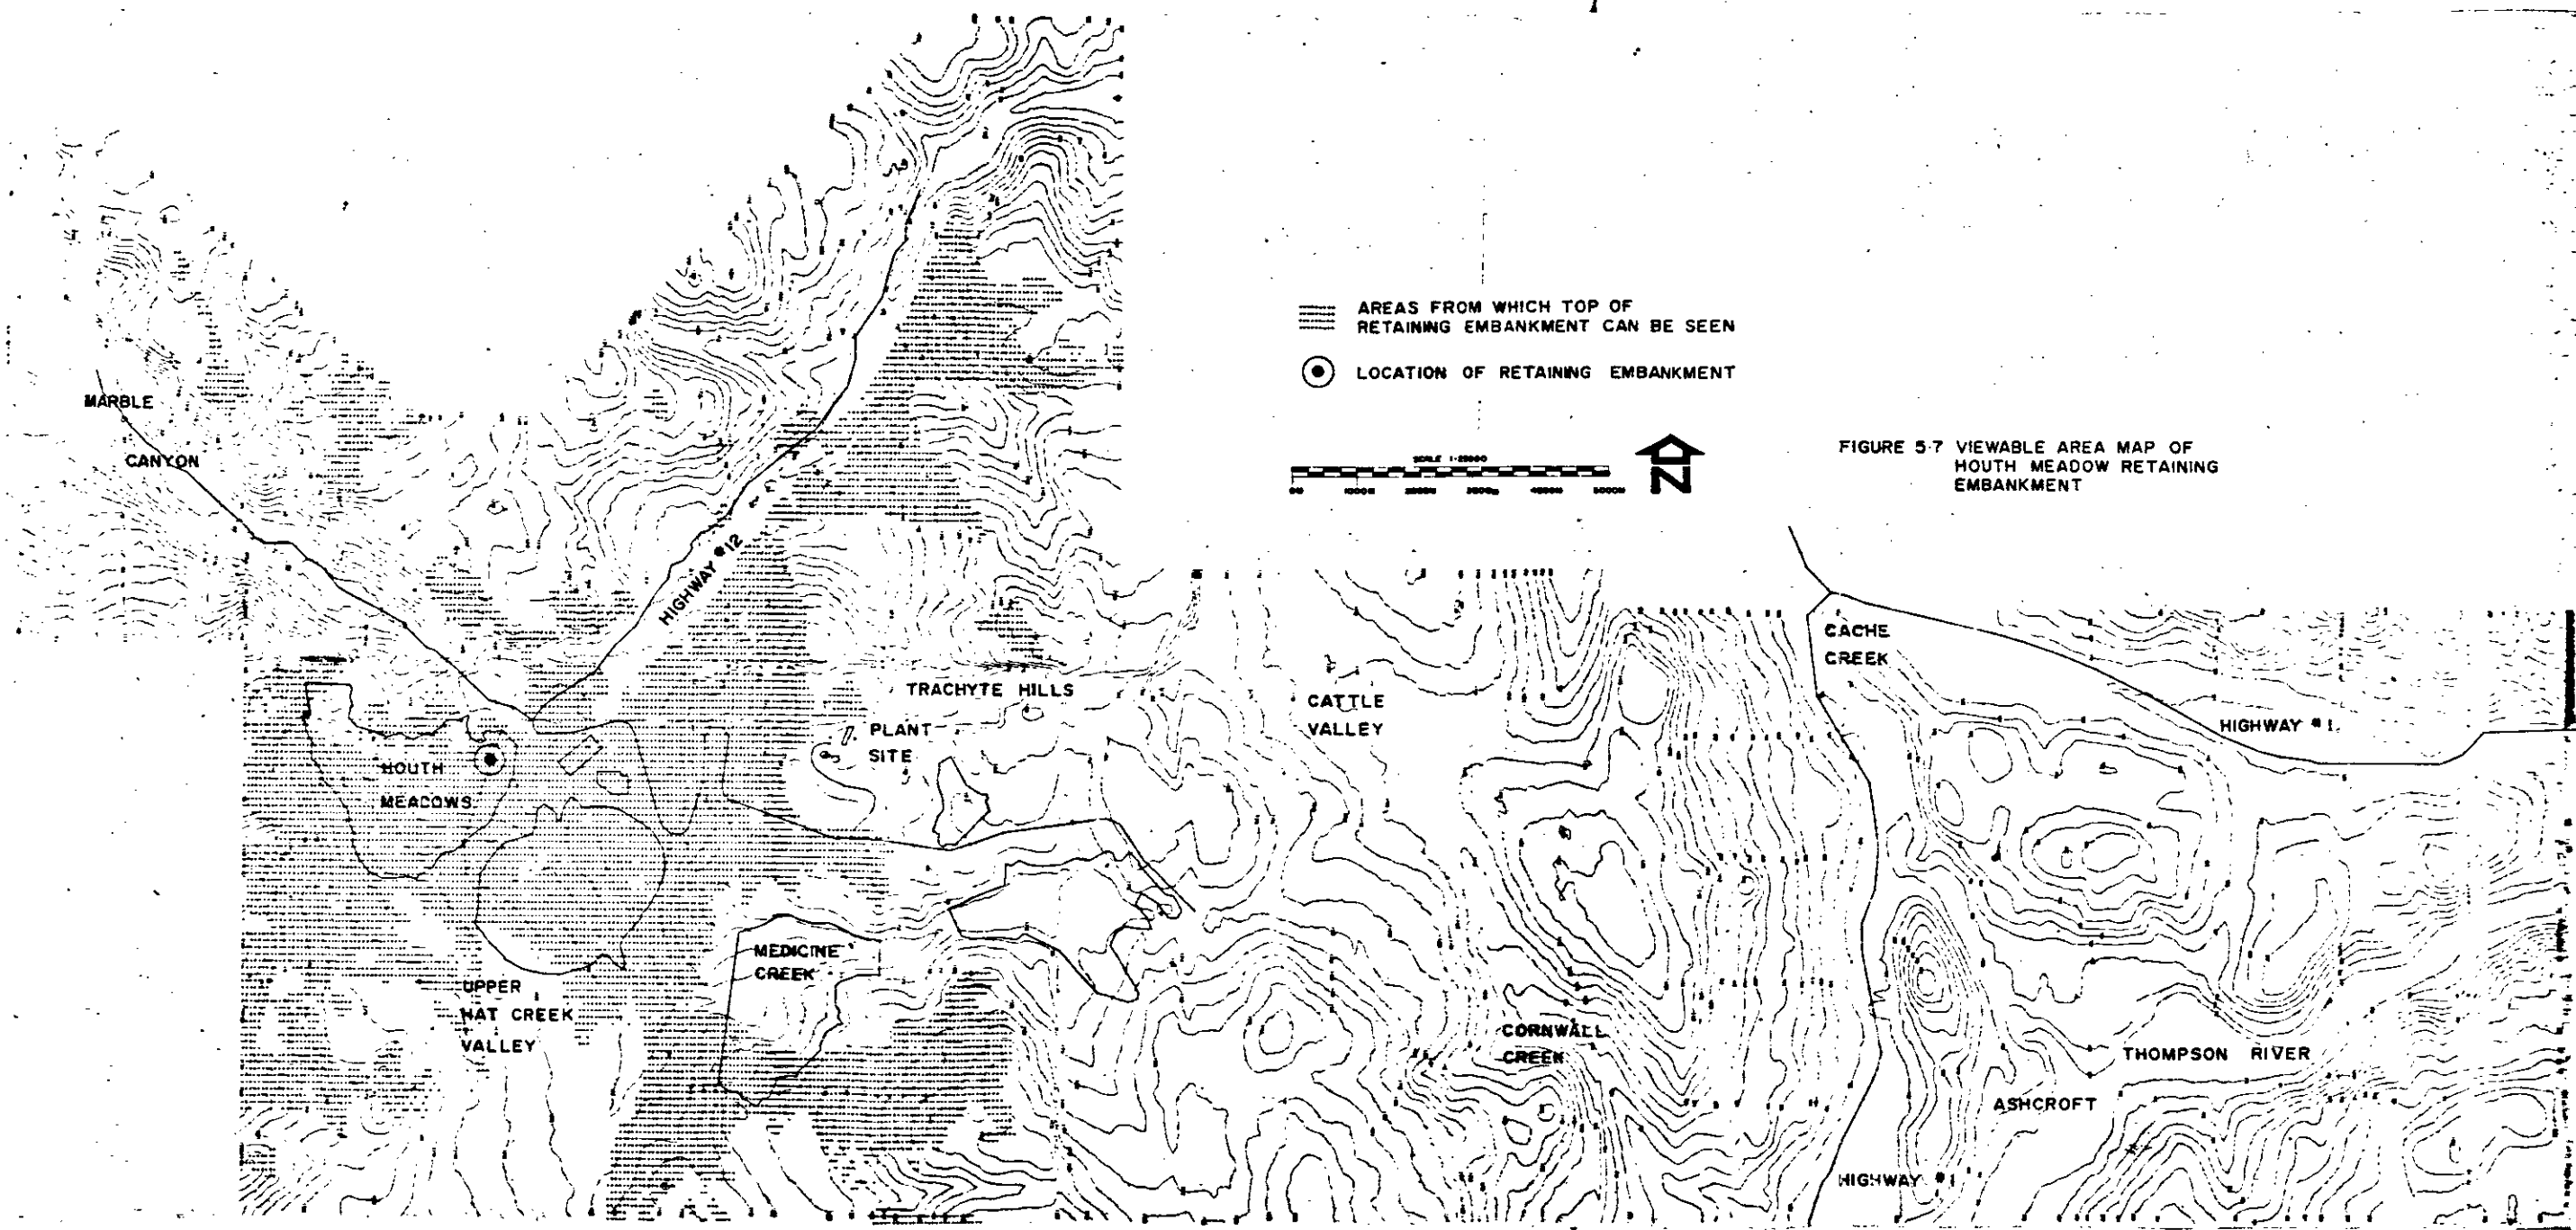 AREAS FROM WHICH TOP OF
RETAINING EMBANKMENT CAN BE SEEN
LOCATION OF RETAINING EMBANKMENT
N
FIGURE 5-7 VIEWABLE AREA MAP OF
HOUTH MEADOW RETAINING
EMBANKMENT
MARBLE
CANYON
HIGHWAY #12
TRACHYTE HILLS
PLANT
SITE
HOUTH
MEADOWS
CATTLE
VALLEY
CACHE
CREEK
HIGHWAY #1
MEDICINE
CREEK
UPPER
HAT CREEK
VALLEY
CORNWALL
CREEK
THOMPSON RIVER
ASHCROFT
HIGHWAY #1